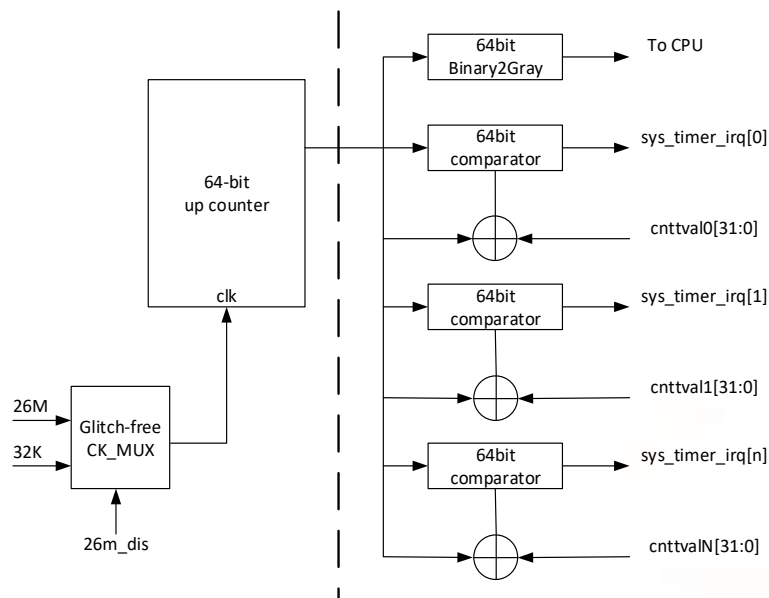 64bit
Binary2Gray
To CPU
64bit
comparator
sys_timer_irq[0]
64-bit
up counter
cnttval0[31:0]
clk
64bit
comparator
sys_timer_irq[1]
26M
Glitch-free
CK_MUX
32K
cnttval1[31:0]
64bit
comparator
sys_timer_irq[n]
26m_dis
cnttvalN[31:0]